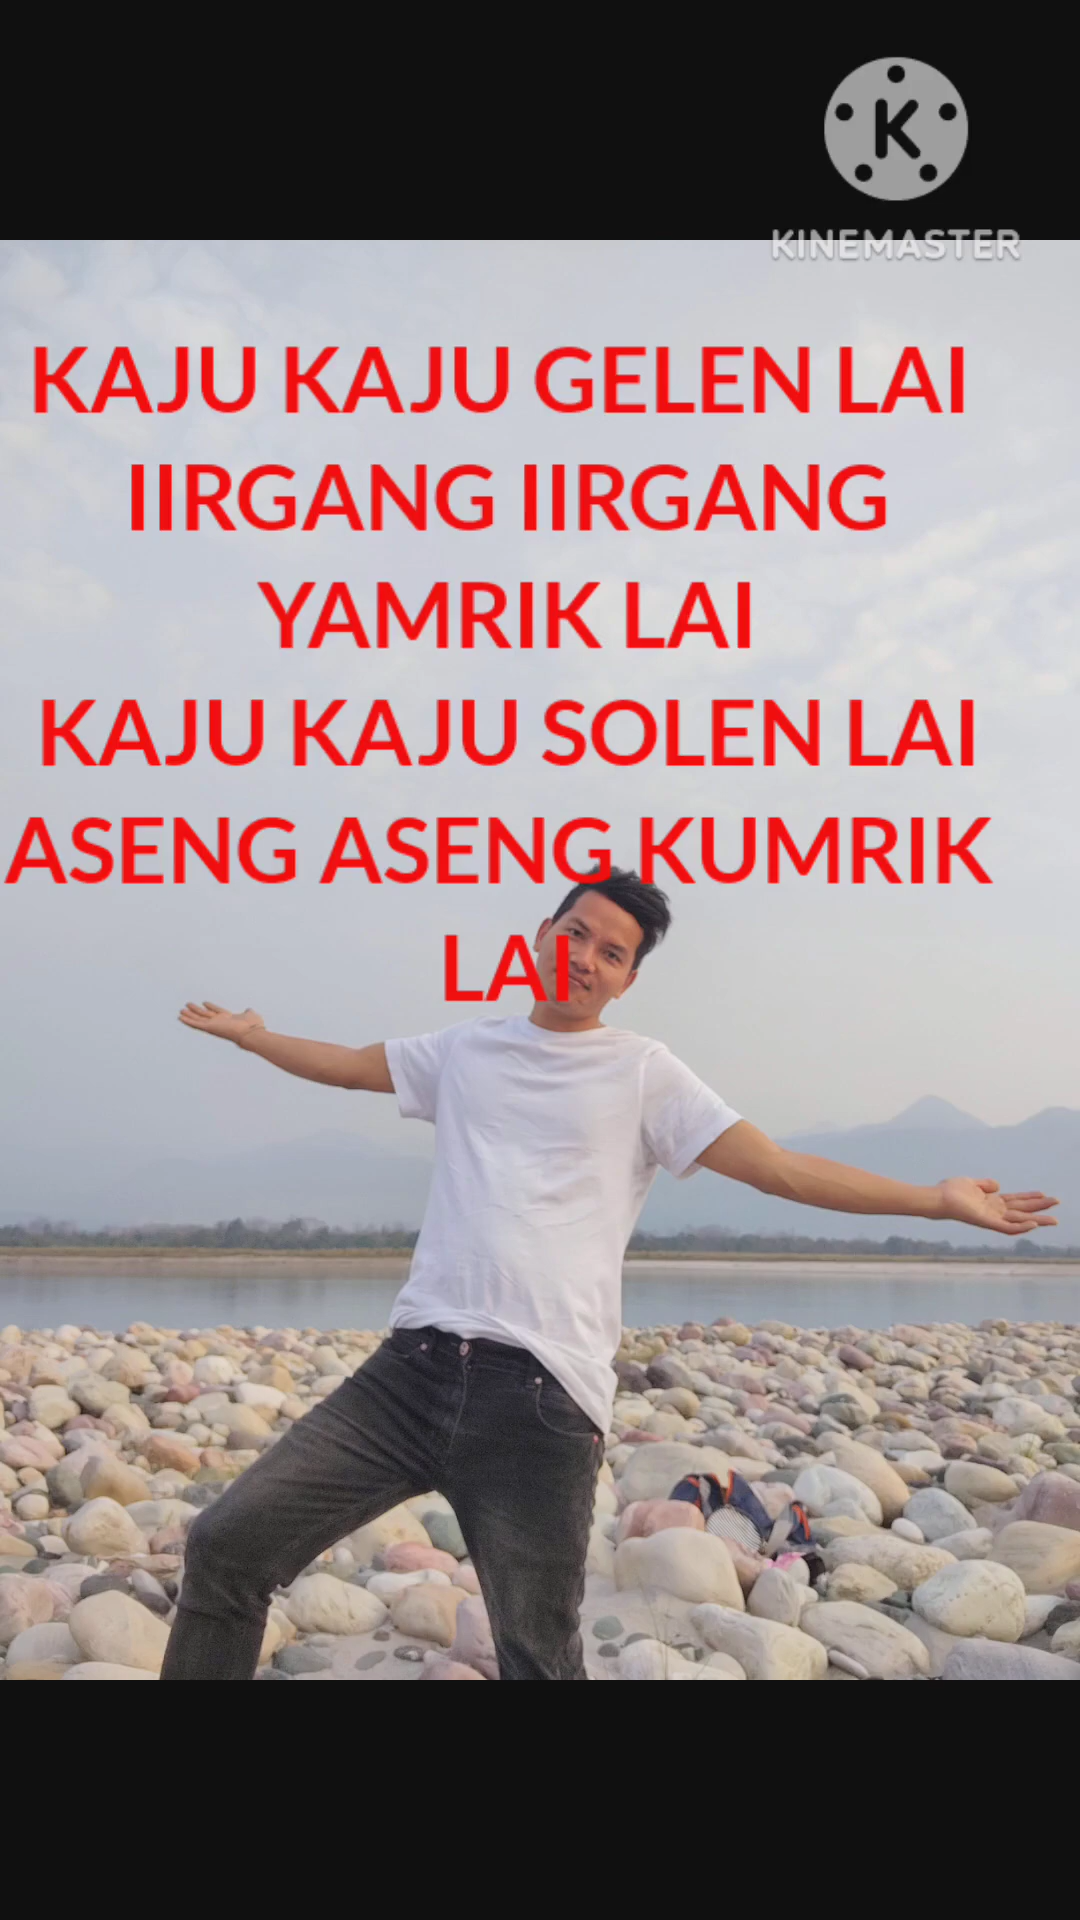 KINEMASTER
KAJU KAJU GELEN LAI
IIRGANG IIRGANG
YAMRIK LAI
KAJU KAJU SOLEN LAI
ASENG ASENG KUMRIK
LAI